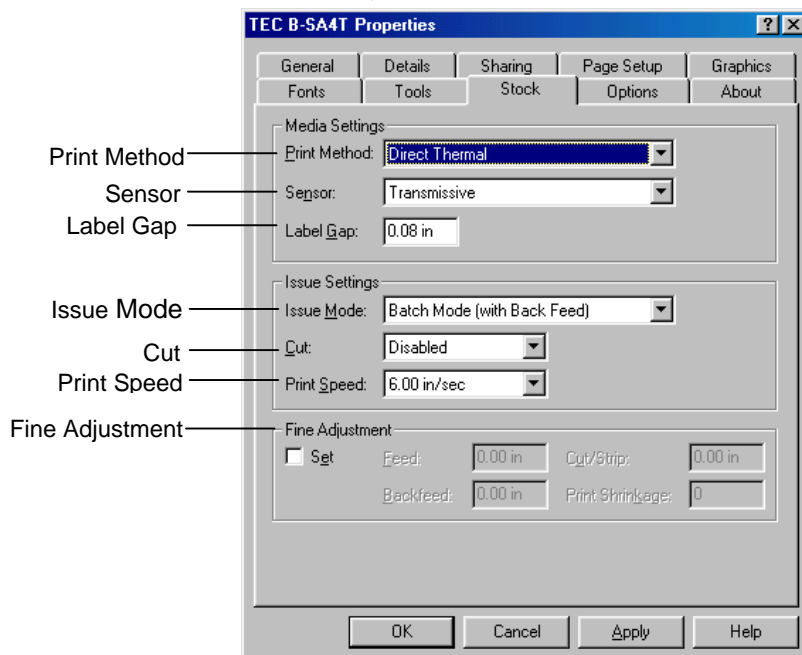 TEC B-SA4T Properties
General Details Sharing Page Setup Graphics
Fonts Tools Stock Options About
Media Settings
Print Method Print Method: Direct Thermal
Sensor Sensor: Transmissive
Label Gap Label Gap: 0.08 in
Issue Settings
Issue Mode Issue Mode: Batch Mode (with Back Feed)
Cut Cut: Disabled
Print Speed Print Speed: 6.00 in/sec
Fine Adjustment Fine Adjustment
Set Feed: 0.00 in Cut/Strip: 0.00 in
Backfeed: 0.00 in Print Shrinkage: 0
OK Cancel Apply Help